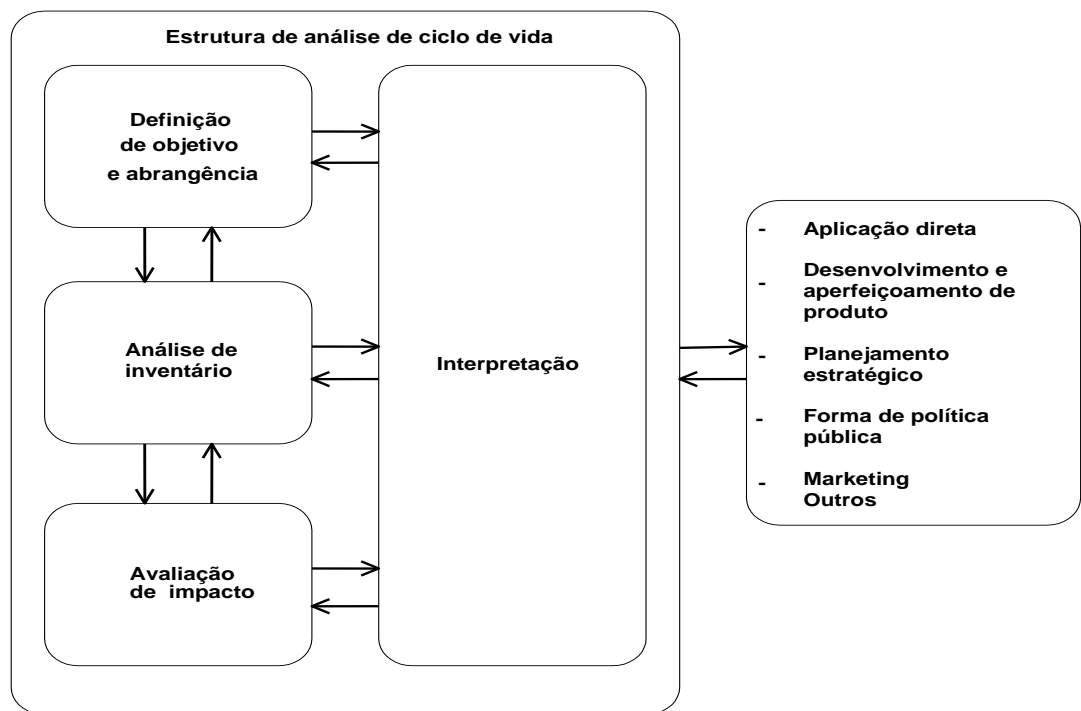 Estrutura de análise de ciclo de vida
Definição
de objetivo
e abrangência
Análise de
inventário
Avaliação
de impacto
Interpretação
- Aplicação direta
- Desenvolvimento e
aperfeiçoamento de
produto
- Planejamento
estratégico
- Forma de política
pública
- Marketing
Outros